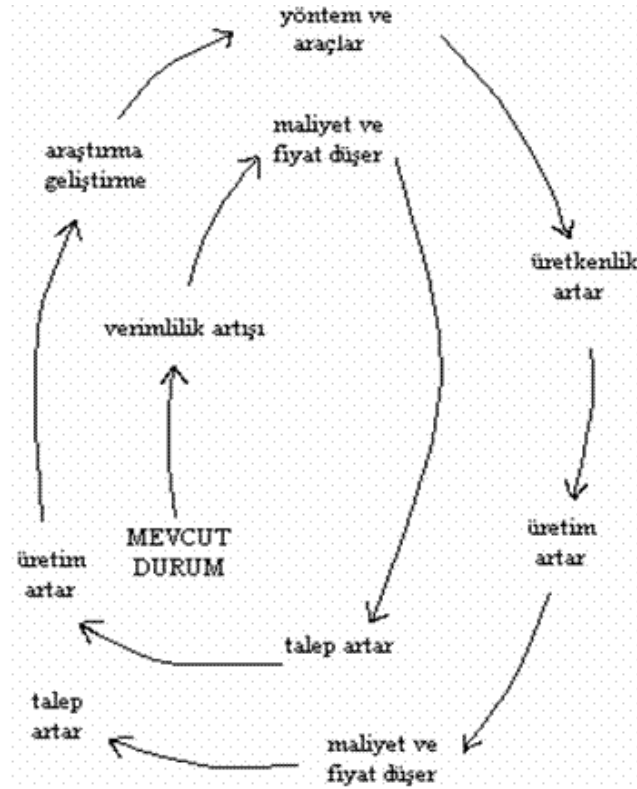 yöntem ve
araçlar
maliyet ve
fiyat düşer
araştırma
geliştirme
üretkenlik
artar
verimlilik artışı
MEVCUT
DURUM
üretim
artar
üretim
artar
talep artar
talep
artar
maliyet ve
fiyat düşer